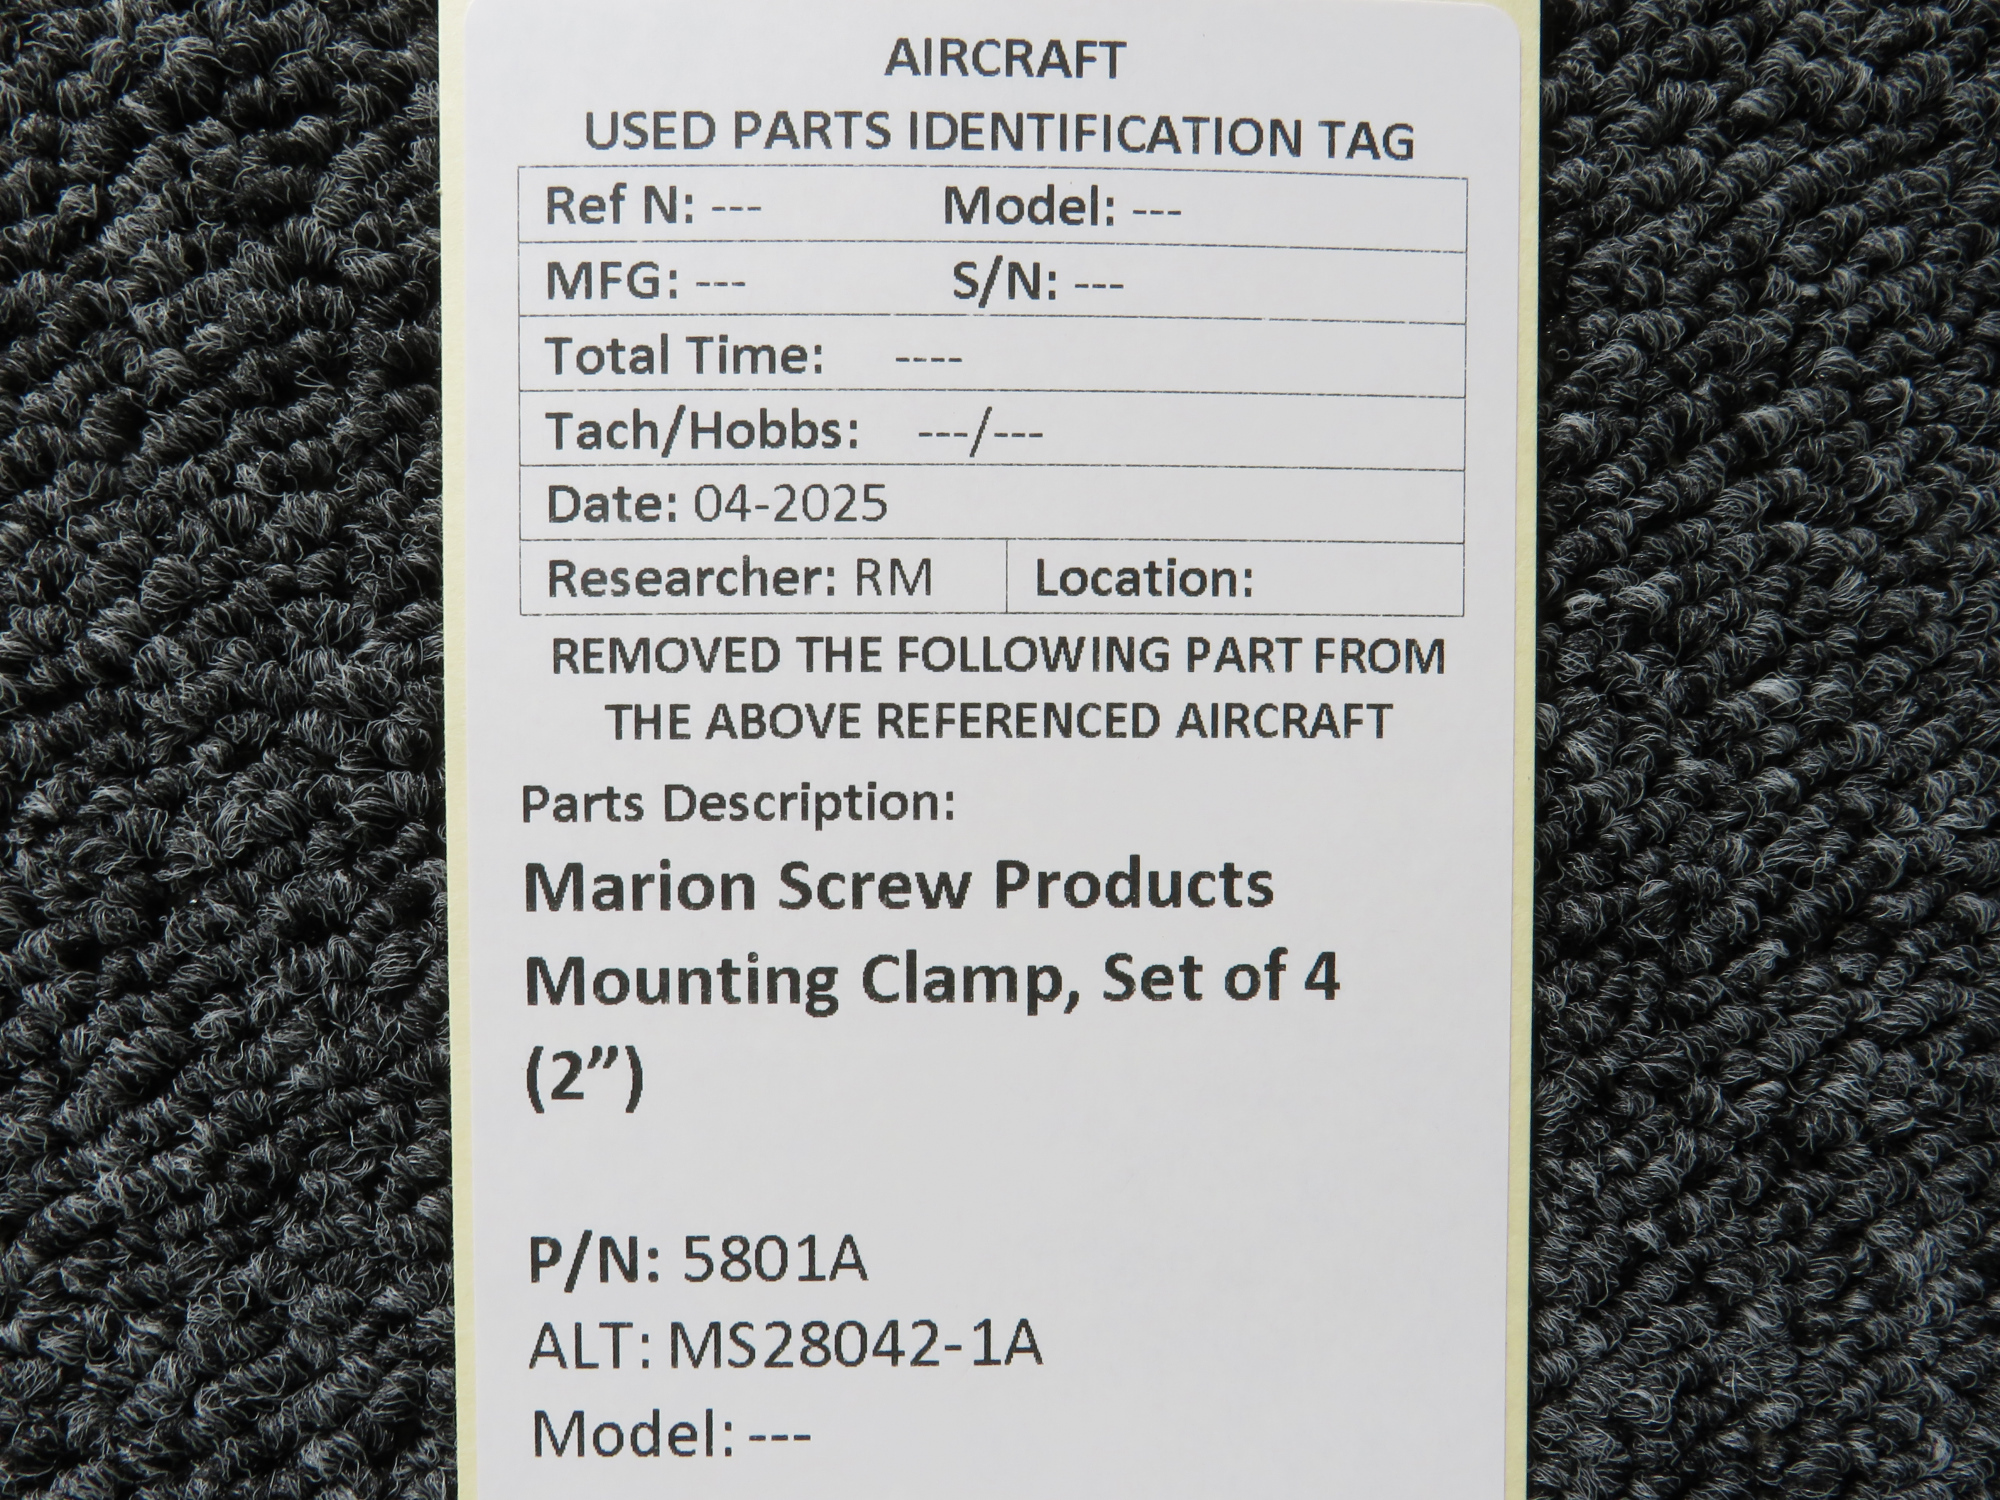 AIRCRAFT
USED PARTS IDENTIFICATION TAG
Ref N: --- Model: ---
MFG: --- S/N: ---
Total Time: ----
Tach/Hobbs: ---/---
Date: 04-2025
Researcher: RM Location:
REMOVED THE FOLLOWING PART FROM
THE ABOVE REFERENCED AIRCRAFT
Parts Description:
Marion Screw Products
Mounting Clamp, Set of 4
(2”)
P/N: 5801A
ALT: MS28042-1A
Model: ---